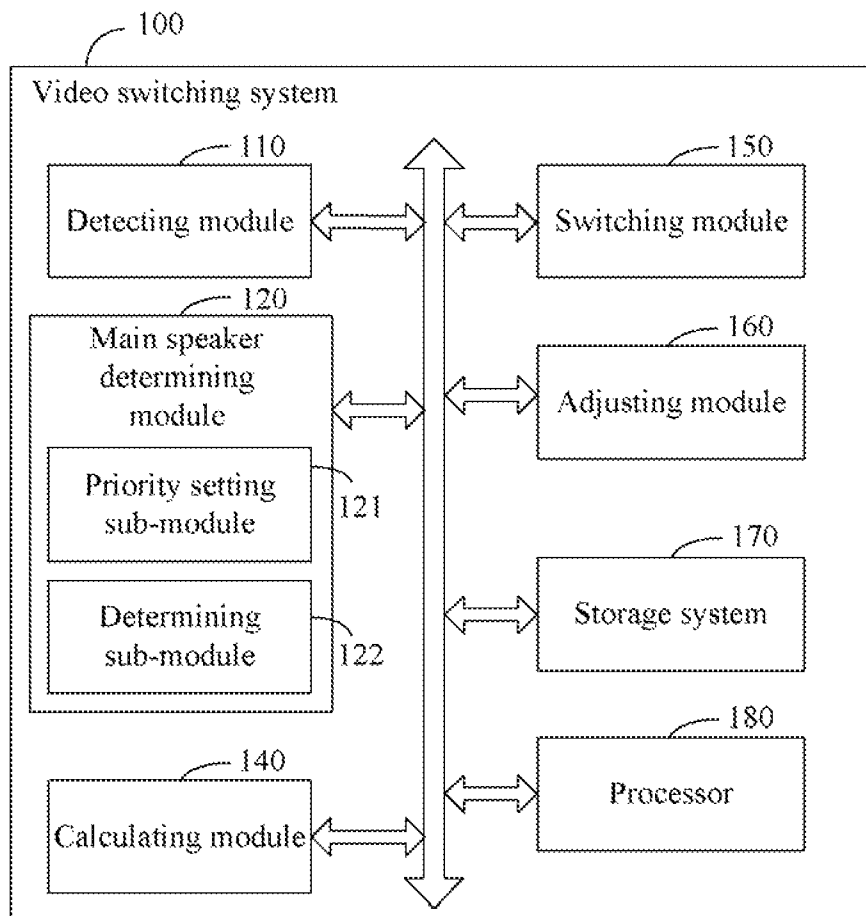 100
Video switching system
110
Detecting module
120
Main speaker
determining
module
Priority setting
sub-module
121
Determining
sub-module
122
140
Calculating module
150
Switching module
160
Adjusting module
170
Storage system
180
Processor